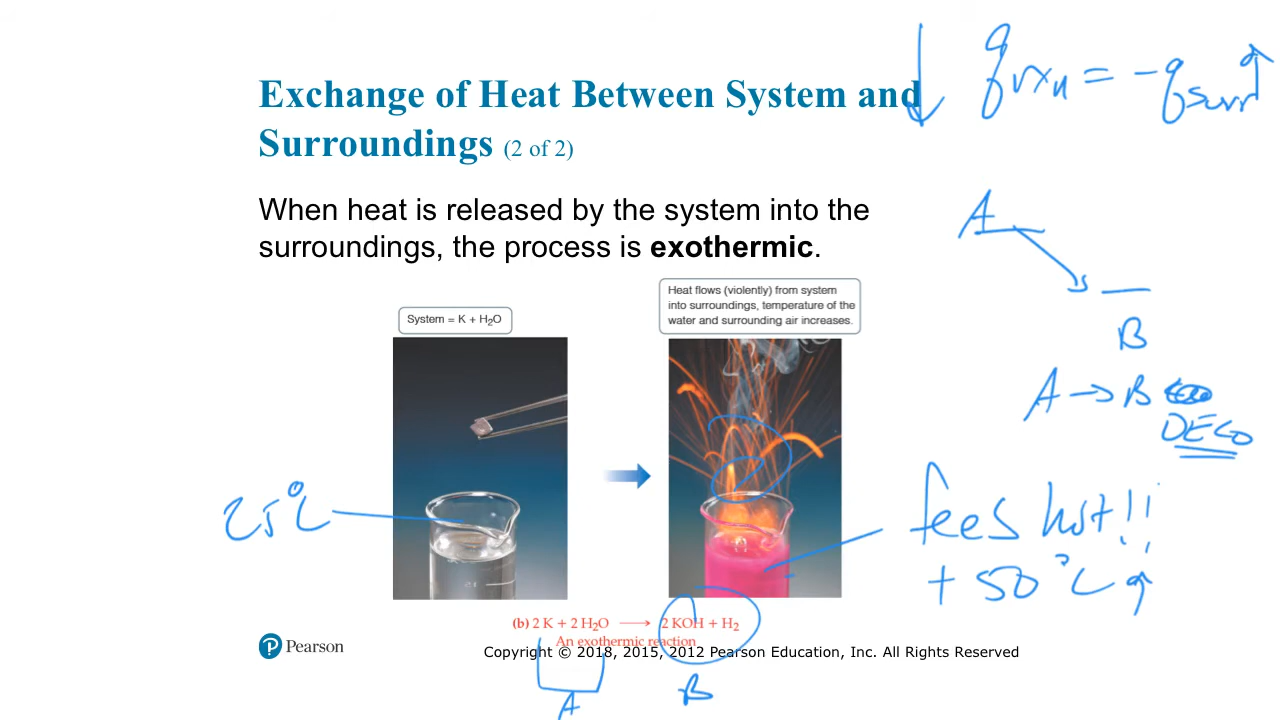 q rxn = -q surr
Exchange of Heat Between System and
Surroundings (2 of 2)
When heat is released by the system into the
surroundings, the process is exothermic.
A
B
A → B
DECO
System = K + H₂O
Heat flows (violently) from system
into surroundings, temperature of the
water and surrounding air increases.
25°C
feels hot!!
+50°C
(b) 2 K + 2 H₂O → 2 KOH + H₂
An exothermic reaction
Pearson
Copyright © 2018, 2015, 2012 Pearson Education, Inc. All Rights Reserved
A
B